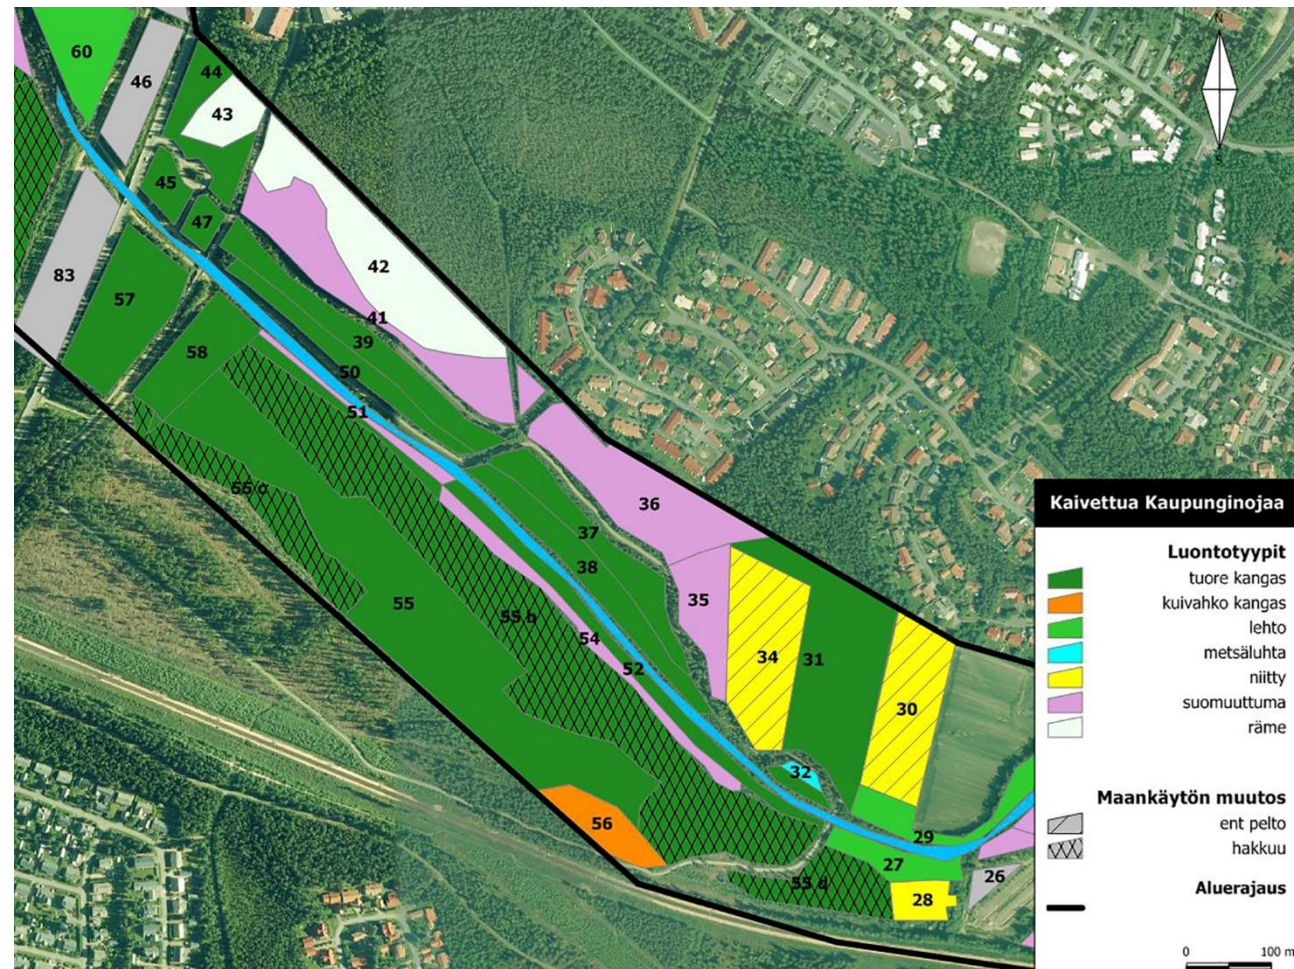 N
S
60
46
44
43
45
47
42
83
57
41
39
58
50
51
55 c
36
37
38
35
55
55 b
54
52
34
31
30
32
56
29
27
55 d
28
26
Kaivettua Kaupunginojaa
Luontotyypit
tuore kangas
kuivahko kangas
lehto
metsäluhta
niitty
suomuuttuma
räme
Maankäytön muutos
ent pelto
hakkuu
Aluerajaus
0 100 m